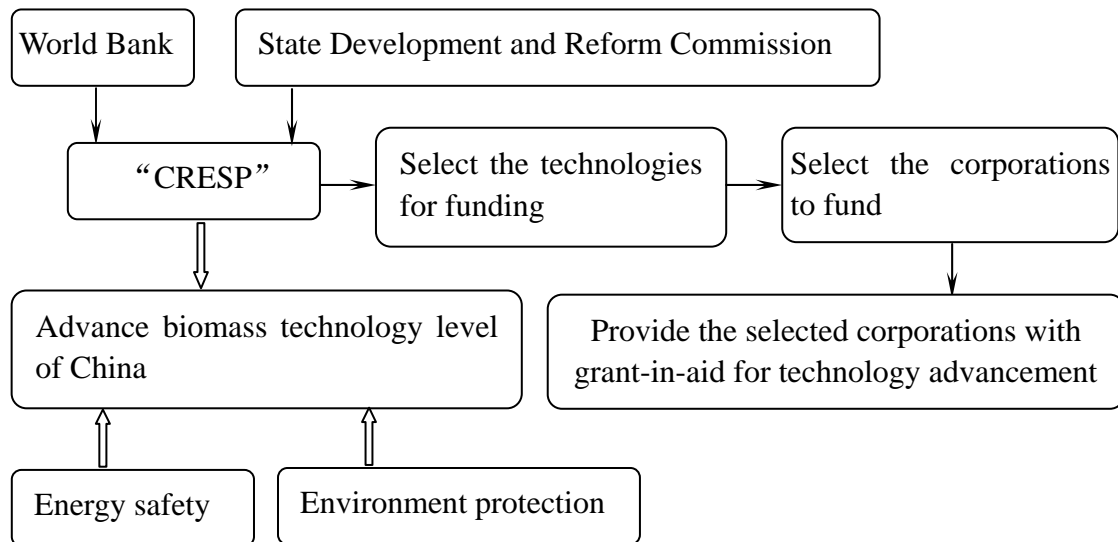 World Bank
State Development and Reform Commission
“CRESP”
Select the technologies
for funding
Select the corporations
to fund
Advance biomass technology level
of China
Provide the selected corporations with
grant-in-aid for technology advancement
Energy safety
Environment protection